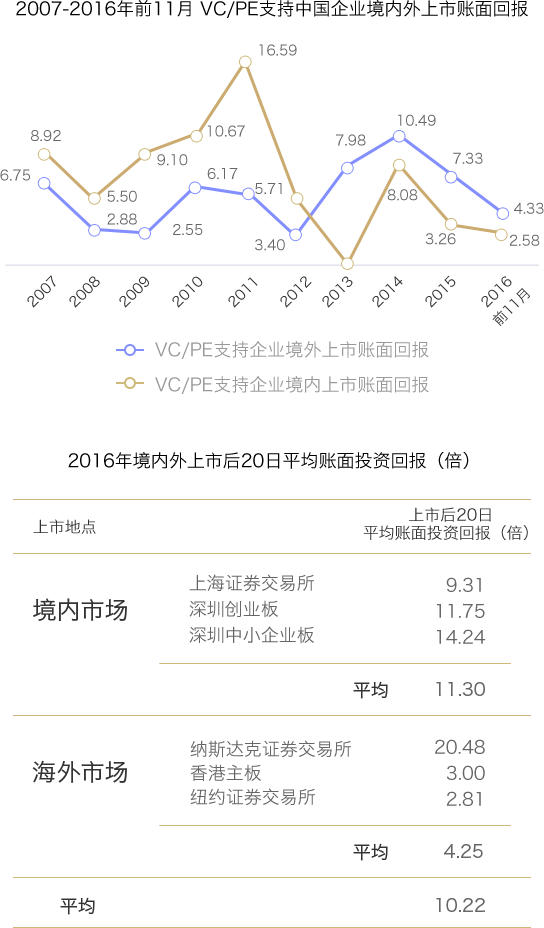 2007-2016年前11月 VC/PE支持中国企业境内外上市账面回报
16.59
8.92
10.67
10.49
9.10
7.98
7.33
6.75
5.50
6.17
5.71
8.08
2.88
2.55
3.40
3.26
4.33
2.58
2007
2008
2009
2010
2011
2012
2013
2014
2015
2016
前11月
VC/PE支持企业境外上市账面回报
VC/PE支持企业境内上市账面回报
2016年境内外上市后20日平均账面投资回报（倍）
上市地点
上市后20日
平均账面投资回报（倍）
境内市场
上海证券交易所 9.31
深圳创业板 11.75
深圳中小企业板 14.24
平均 11.30
海外市场
纳斯达克证券交易所 20.48
香港主板 3.00
纽约证券交易所 2.81
平均 4.25
平均 10.22